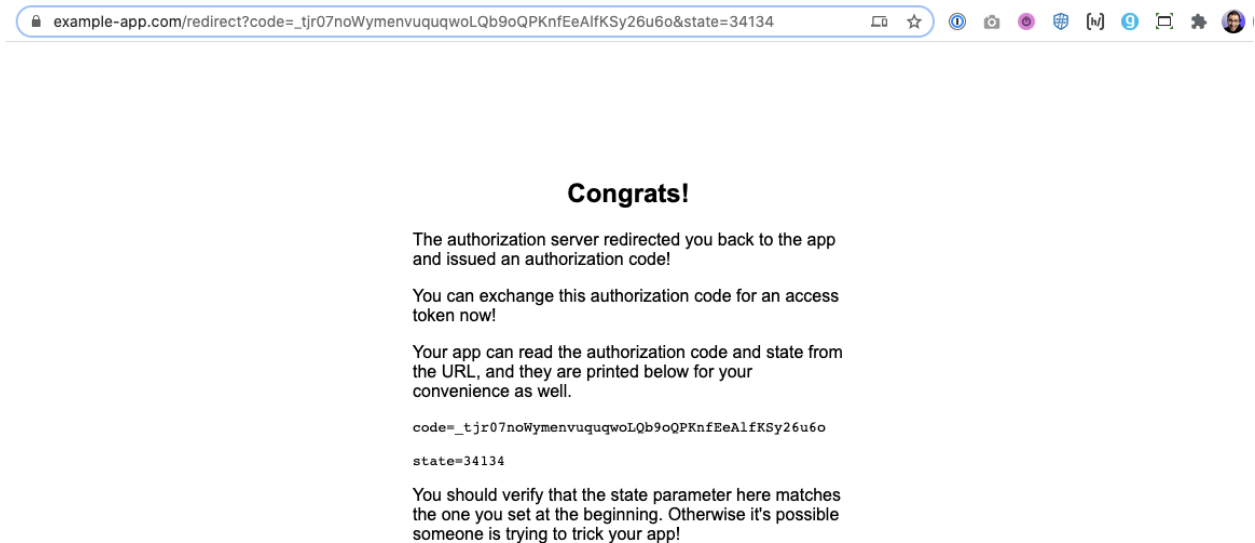 example-app.com/redirect?code=_tjr07noWymenvuquqwoLQb9oQPKnfEeAlfKSy26u6o&state=34134
Congrats!
The authorization server redirected you back to the app
and issued an authorization code!
You can exchange this authorization code for an access
token now!
Your app can read the authorization code and state from
the URL, and they are printed below for your
convenience as well.
code=_tjr07noWymenvuquqwoLQb9oQPKnfEeAlfKSy26u6o
state=34134
You should verify that the state parameter here matches
the one you set at the beginning. Otherwise it's possible
someone is trying to trick your app!